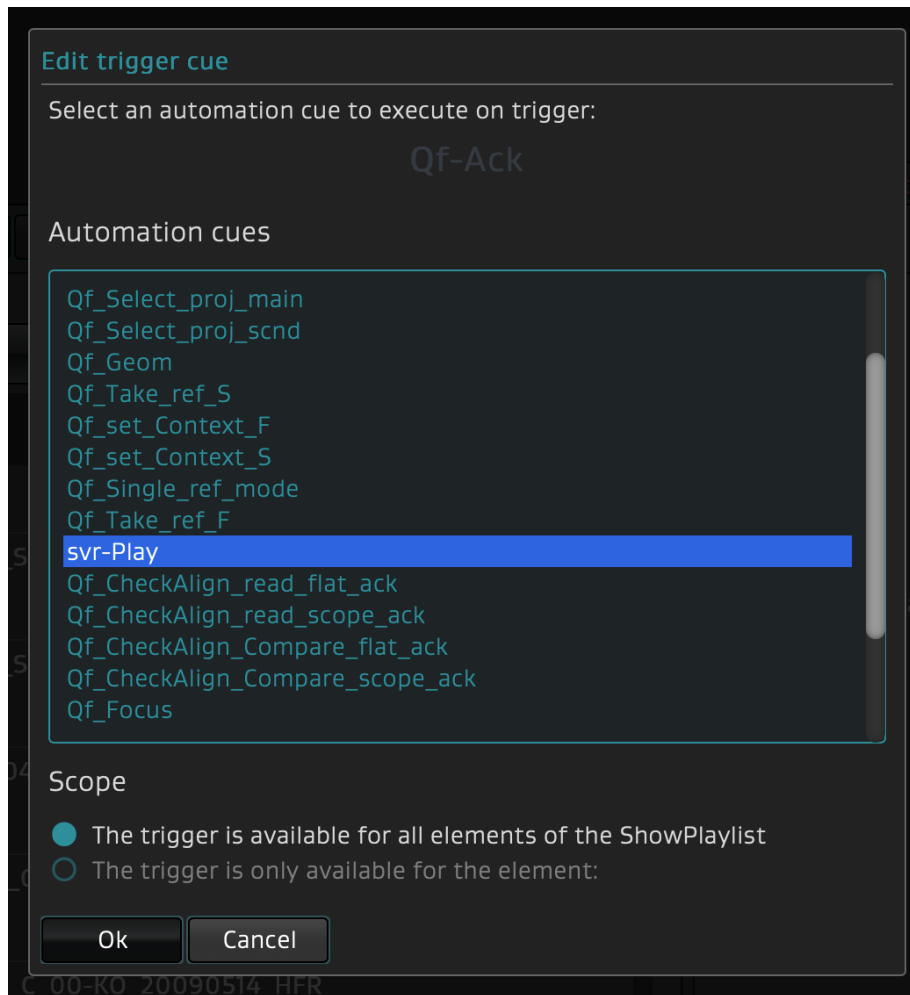 Edit trigger cue
Select an automation cue to execute on trigger:
Qf-Ack
Automation cues
Qf_Select_proj_main
Qf_Select_proj_scnd
Qf_Geom
Qf_Take_ref_S
Qf_set_Context_F
Qf_set_Context_S
Qf_Single_ref_mode
Qf_Take_ref_F
svr-Play
Qf_CheckAlign_read_flat_ack
Qf_CheckAlign_read_scope_ack
Qf_CheckAlign_Compare_flat_ack
Qf_CheckAlign_Compare_scope_ack
Qf_Focus
Scope
The trigger is available for all elements of the ShowPlaylist
The trigger is only available for the element:
Ok Cancel
C_00-KO_20090514_HFR